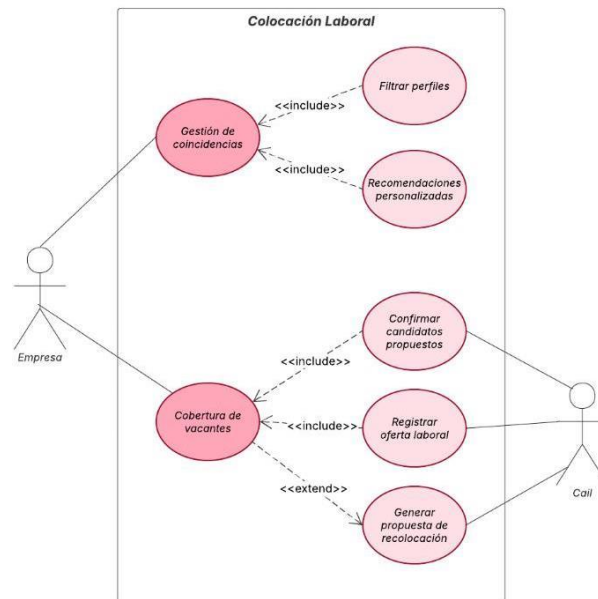 Colocación Laboral
Filtrar perfiles
<<include>>
Gestión de
coincidencias
<<include>>
Recomendaciones
personalizadas
Empresa
Confirmar
candidatos
propuestos
<<include>>
Cobertura de
vacantes
<<include>>
Registrar
oferta laboral
<<extend>>
Generar
propuesta de
recolocación
Cail